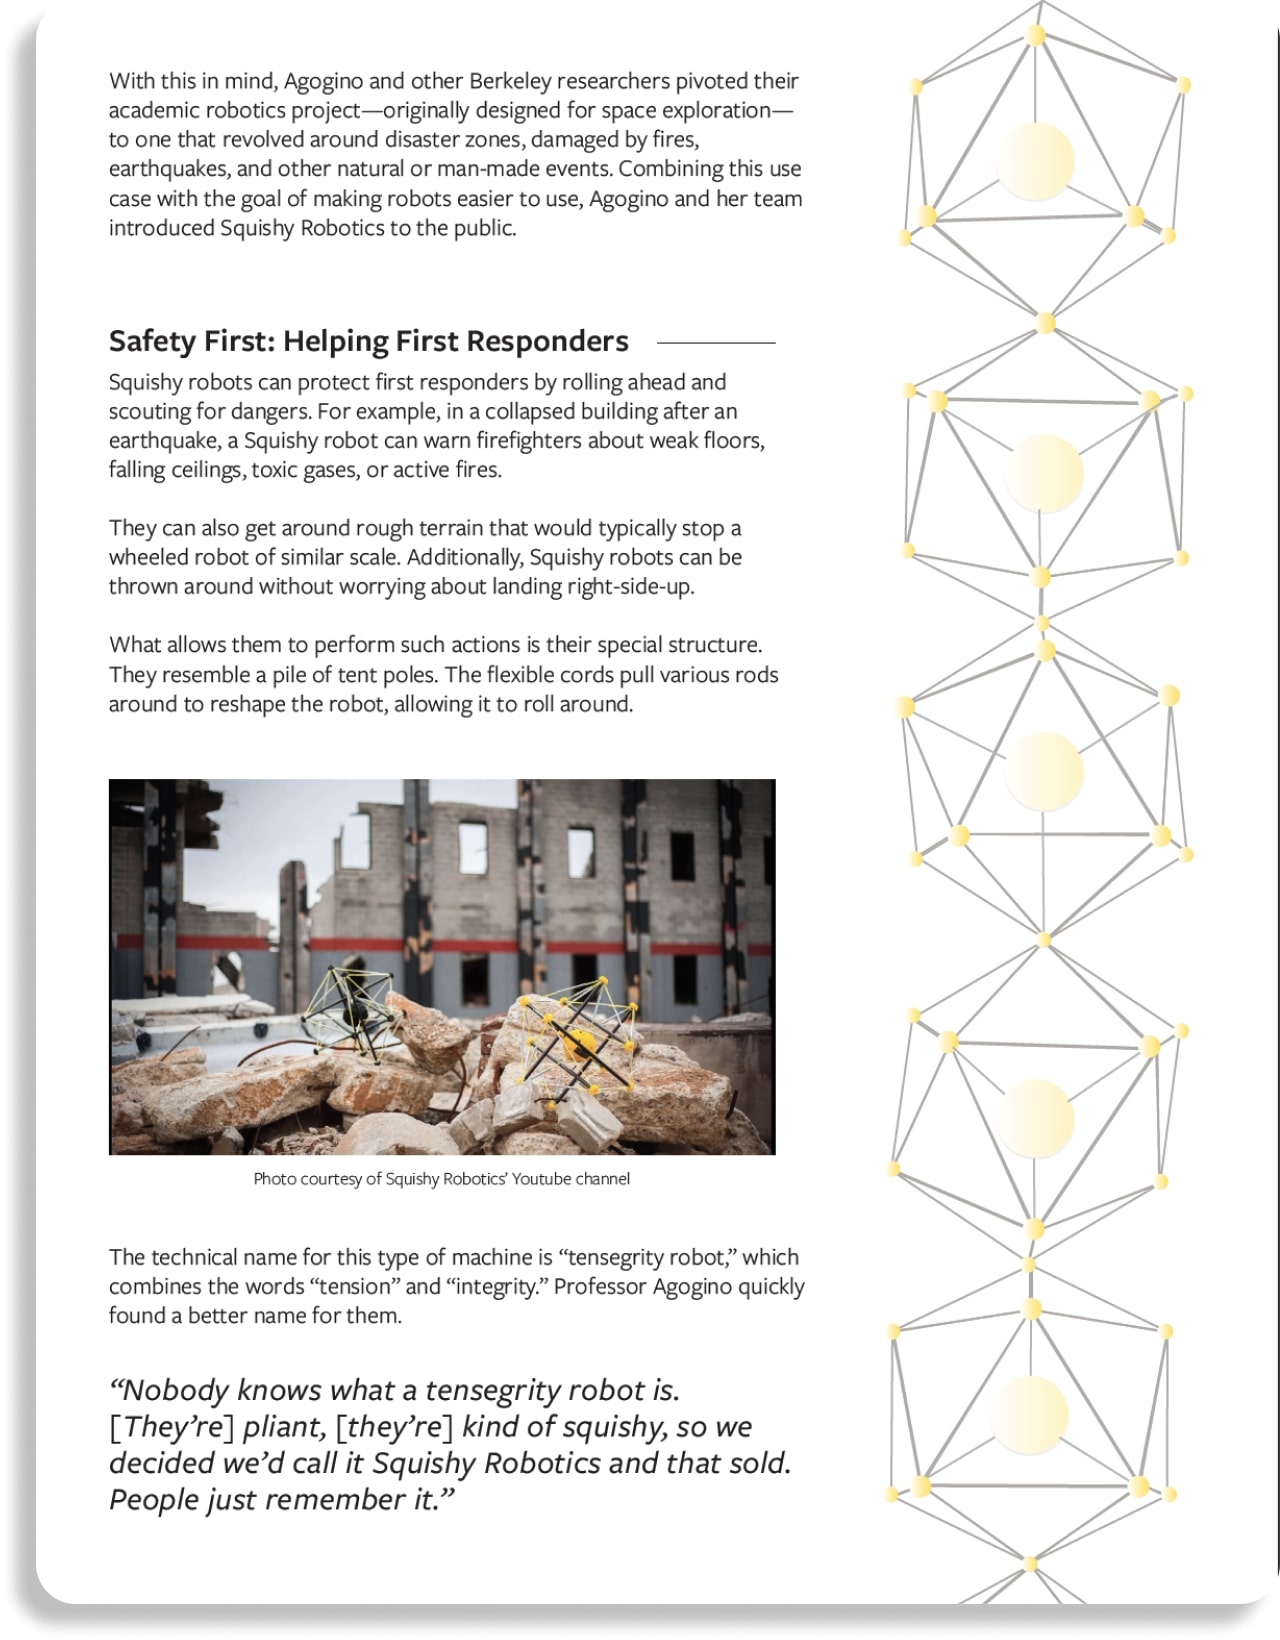 With this in mind, Agogino and other Berkeley researchers pivoted their
academic robotics project—originally designed for space exploration—
to one that revolved around disaster zones, damaged by fires,
earthquakes, and other natural or man-made events. Combining this use
case with the goal of making robots easier to use, Agogino and her team
introduced Squishy Robotics to the public.
Safety First: Helping First Responders
Squishy robots can protect first responders by rolling ahead and
scouting for dangers. For example, in a collapsed building after an
earthquake, a Squishy robot can warn firefighters about weak floors,
falling ceilings, toxic gases, or active fires.
They can also get around rough terrain that would typically stop a
wheeled robot of similar scale. Additionally, Squishy robots can be
thrown around without worrying about landing right-side-up.
What allows them to perform such actions is their special structure.
They resemble a pile of tent poles. The flexible cords pull various rods
around to reshape the robot, allowing it to roll around.
Photo courtesy of Squishy Robotics’ Youtube channel
The technical name for this type of machine is “tensegrity robot,” which
combines the words “tension” and “integrity.” Professor Agogino quickly
found a better name for them.
“Nobody knows what a tensegrity robot is.
[They’re] pliant, [they’re] kind of squishy, so we
decided we’d call it Squishy Robotics and that sold.
People just remember it.”